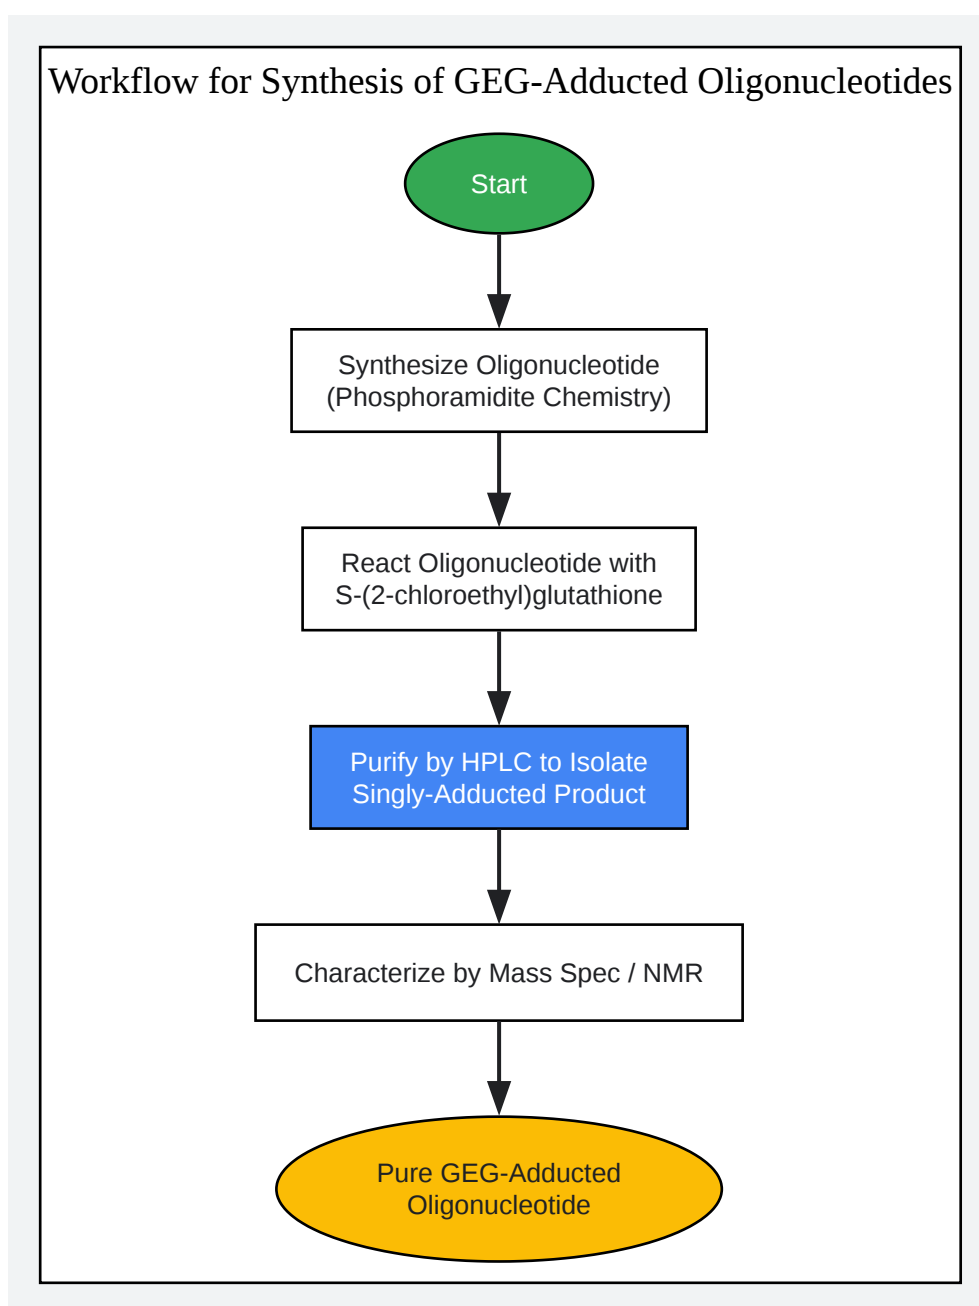 Workflow for Synthesis of GEG-Adducted Oligonucleotides
Start
Synthesize Oligonucleotide
(Phosphoramidite Chemistry)
React Oligonucleotide with
S-(2-chloroethyl)glutathione
Purify by HPLC to Isolate
Singly-Adducted Product
Characterize by Mass Spec / NMR
Pure GEG-Adducted
Oligonucleotide